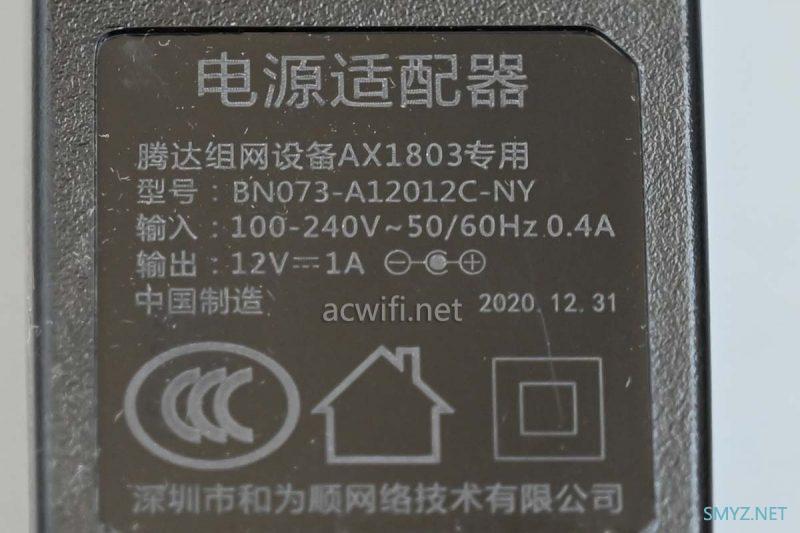 电源适配器
腾达组网设备AX1803专用
型号：BN073-A12012C-NY
输入：100-240V~50/60Hz 0.4A
输出：12V⎓1A
中国制造
acwifi.net
2020.12.31
CCC
深圳市和为顺网络技术有限公司
SMYZ.NET